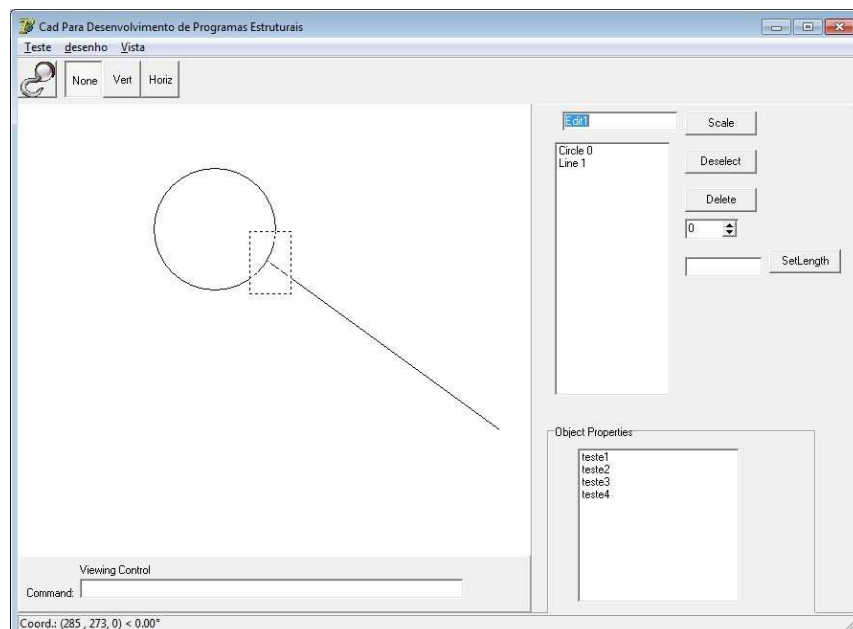 Cad Para Desenvolvimento de Programas Estruturais
Teste desenho Vista
None Vert Horiz
Edit1
Scale
Circle 0
Line 1
Deselect
Delete
0
SetLength
Object Properties
teste1
teste2
teste3
teste4
Viewing Control
Command:
Coord.: (285 , 273, 0) < 0.00°